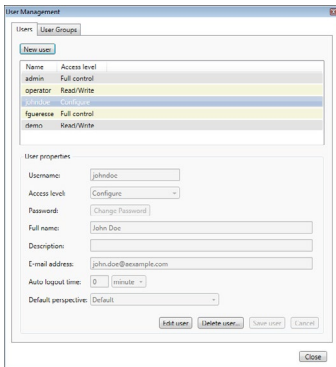 User Management
Users User Groups
New user
Name Access level
admin Full control
operator Read/Write
johndoe Configure
fgueresse Full control
demo Read/Write
User properties
Username: johndoe
Access level: Configure
Password: Change Password
Full name: John Doe
Description:
E-mail address: john.doe@aexample.com
Auto logout time: 0 minute
Default perspective: Default
Edit user Delete user... Save user Cancel
Close